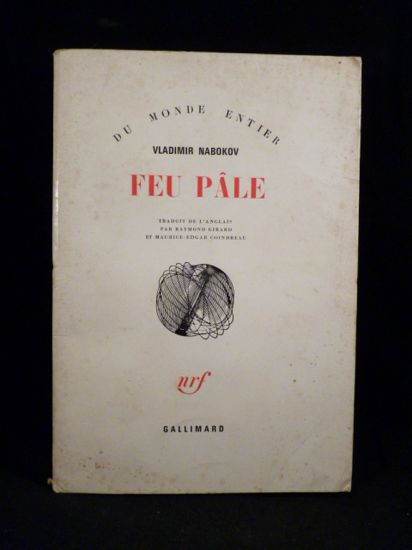 DU MONDE ENTIER
VLADIMIR NABOKOV
FEU PÂLE
TRADUIT DE L'ANGLAIS
PAR RAYMOND GIRARD
ET MAURICE-EDGAR COINDREAU
nrf
GALLIMARD